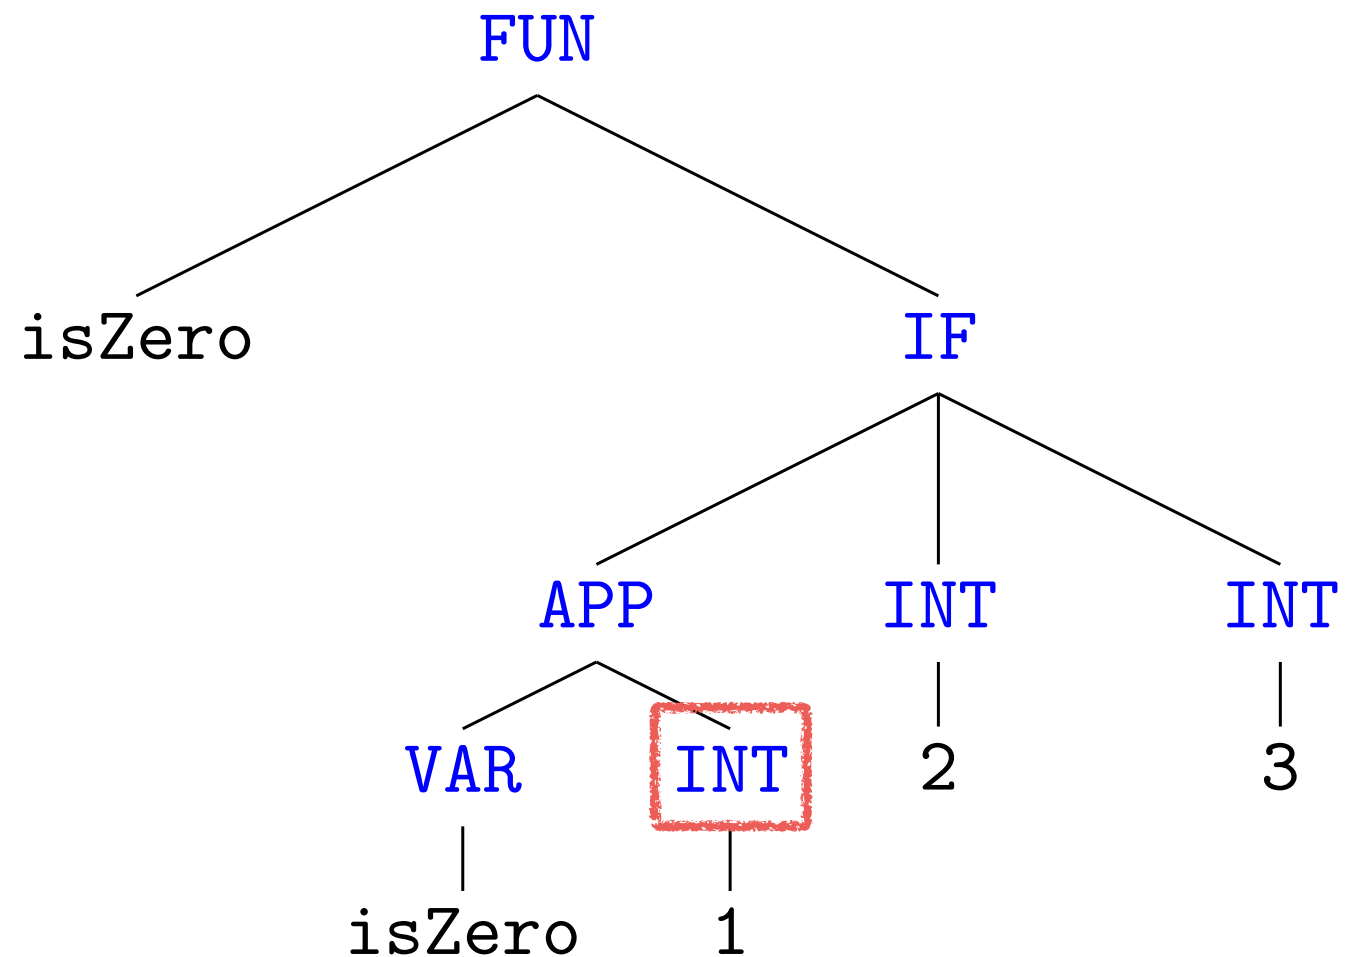 FUN
isZero IF
APP INT INT
VAR INT 2 3
isZero 1